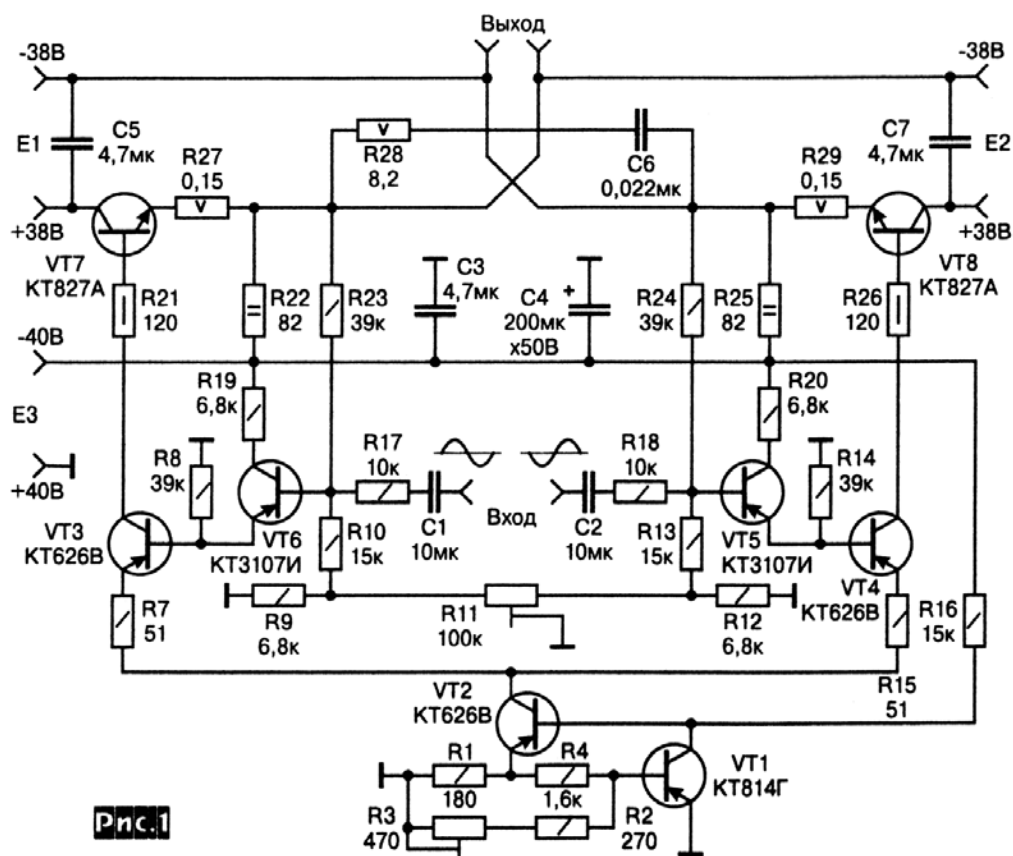 Выход
-38В
-38В
E1
C5
4,7мк
R28
8,2
C6
0,022мк
C7
4,7мк
E2
R27
0,15
R29
0,15
+38В
+38В
VT7
КТ827А
VT8
КТ827А
R21
120
R22
82
R23
39к
C3
4,7мк
C4
200мк
х50В
+
R24
39к
R25
82
R26
120
-40В
E3
+40В
R19
6,8к
R20
6,8к
R8
39к
R17
10к
R18
10к
R14
39к
VT3
КТ626В
VT6
КТ3107И
R10
15к
C1
10мк
Вход
C2
10мк
R13
15к
VT5
КТ3107И
VT4
КТ626В
R7
51
R9
6,8к
R11
100к
R12
6,8к
R16
15к
R15
51
VT2
КТ626В
R1
180
R4
1,6к
VT1
КТ814Г
R3
470
R2
270
Рис.1